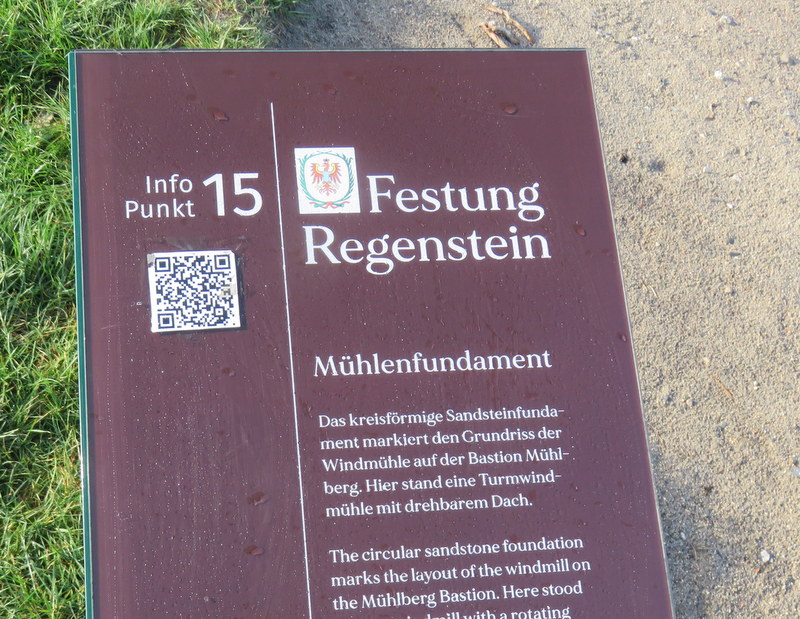 Info
Punkt 15
Festung
Regenstein
Mühlenfundament
Das kreisförmige Sandsteinfunda-
ment markiert den Grundriss der
Windmühle auf der Bastion Mühl-
berg. Hier stand eine Turmwind-
mühle mit drehbarem Dach.
The circular sandstone foundation
marks the layout of the windmill on
the Mühlberg Bastion. Here stood
with a rotating